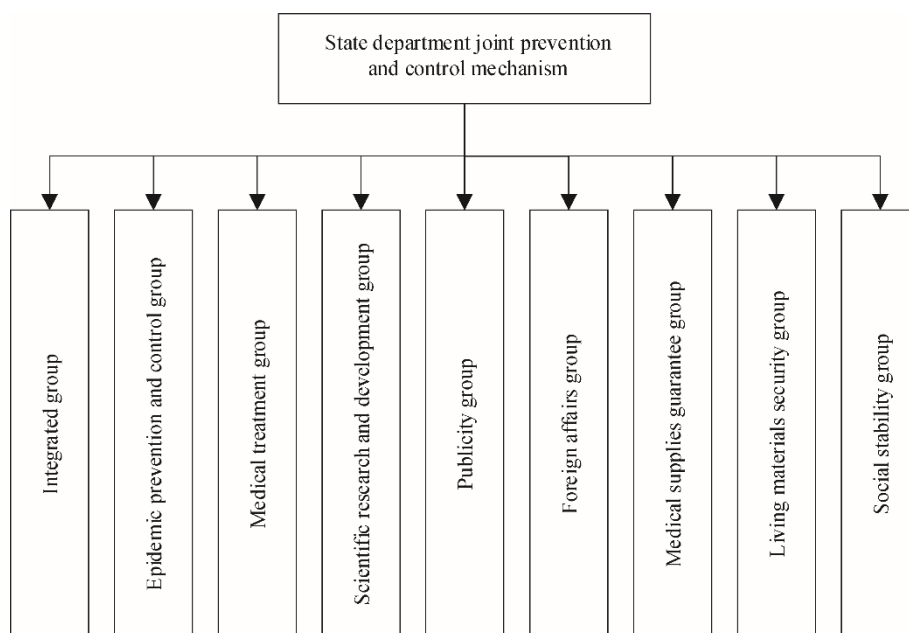 State department joint prevention
and control mechanism
Integrated group
Epidemic prevention and control group
Medical treatment group
Scientific research and development group
Publicity group
Foreign affairs group
Medical supplies guarantee group
Living materials security group
Social stability group